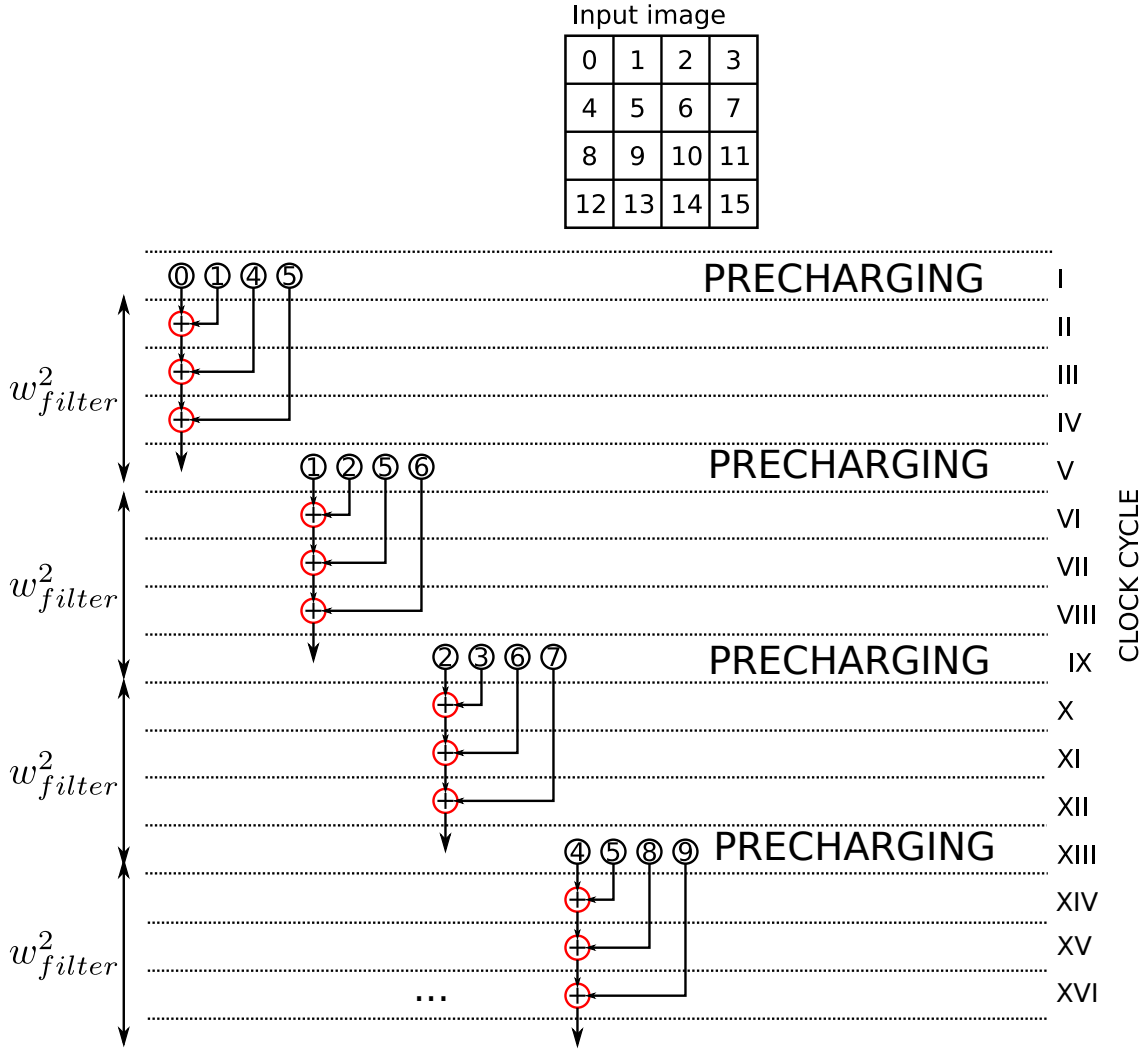 Input image
0 1 2 3
4 5 6 7
8 9 10 11
12 13 14 15
0 1 4 5 PRECHARGING I
+ II
+ III
w²filter
+ IV
1 2 5 6 PRECHARGING V
+ VI
+ VII
w²filter
+ VIII
2 3 6 7 PRECHARGING IX
+ X
+ XI
w²filter
+ XII
4 5 8 9 PRECHARGING XIII
+ XIV
+ XV
w²filter
... + XVI
CLOCK CYCLE